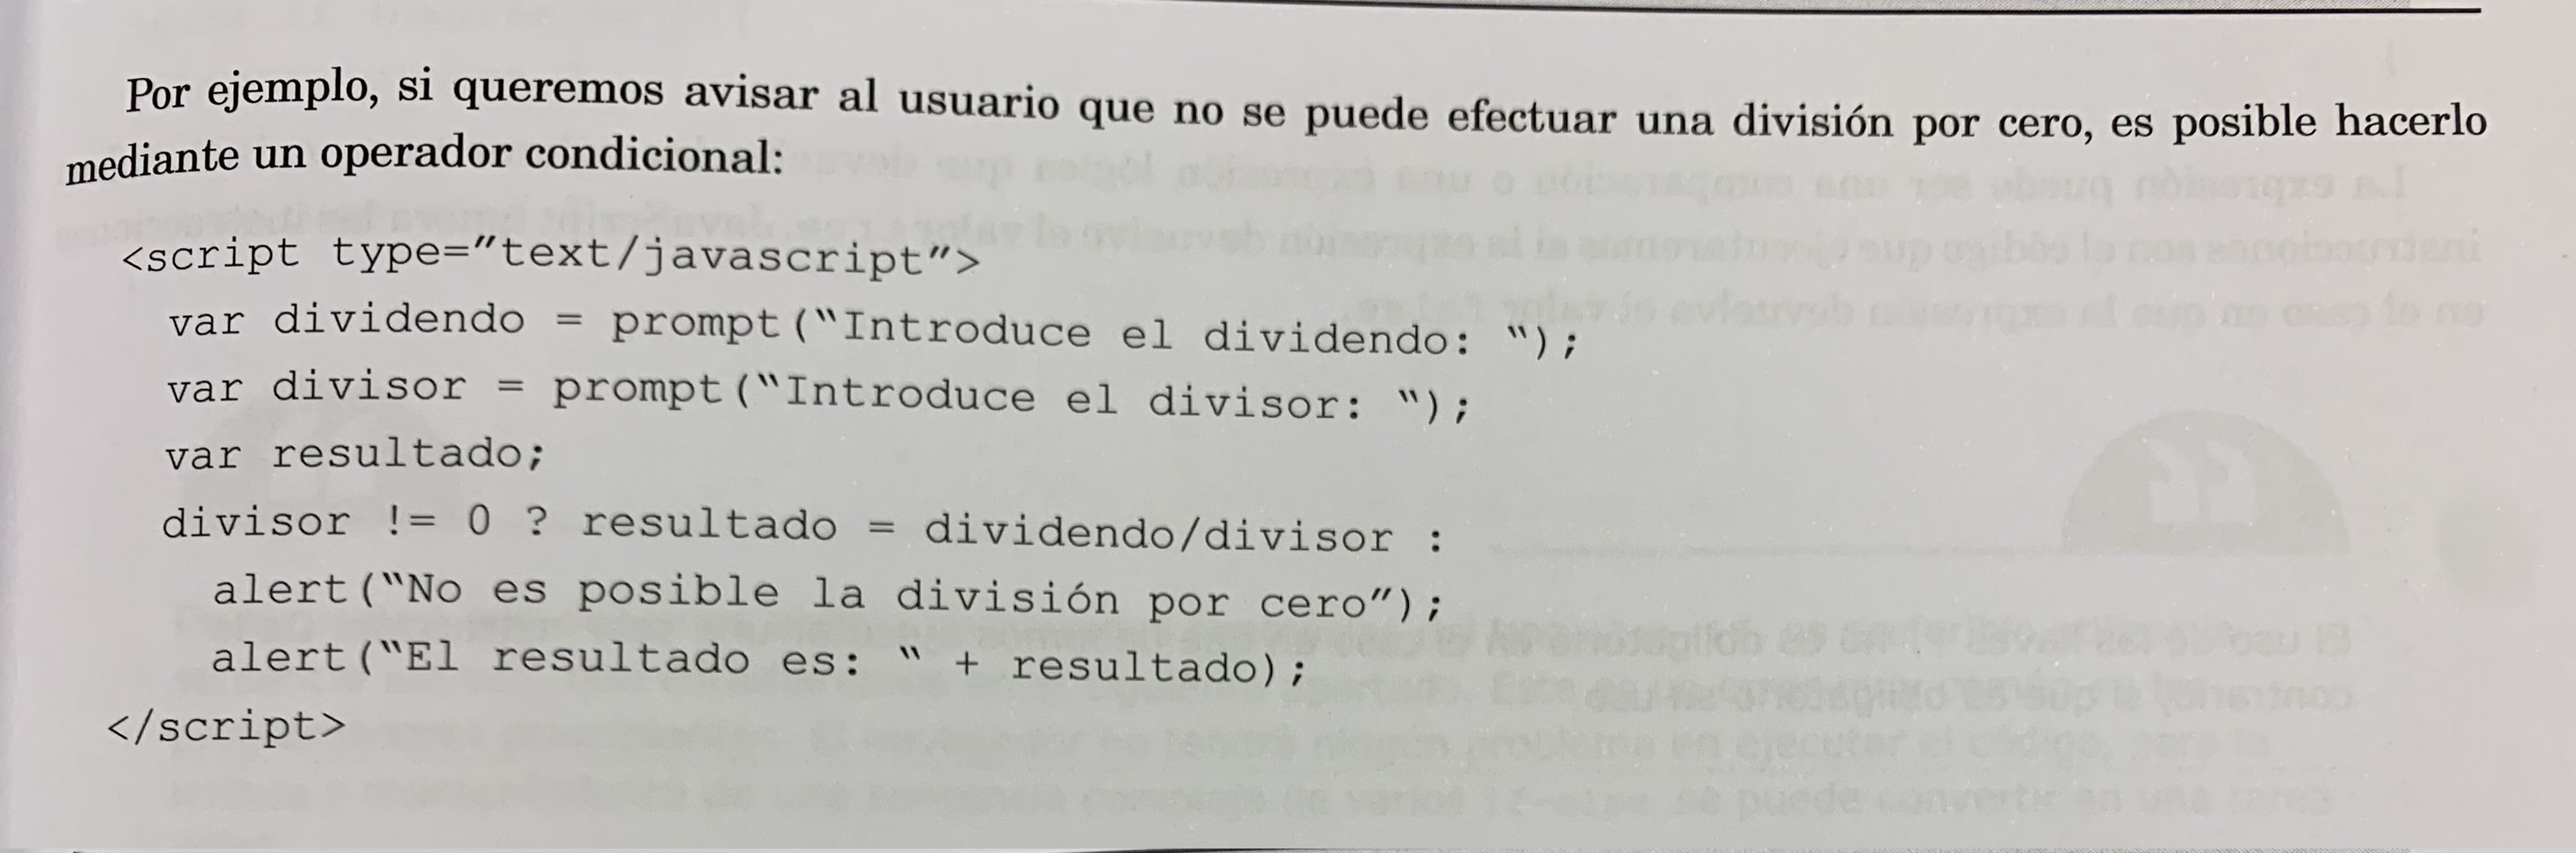 Por ejemplo, si queremos avisar al usuario que no se puede efectuar una división por cero, es posible hacerlo
mediante un operador condicional:
<script type="text/javascript">
var dividendo = prompt("Introduce el dividendo: ");
var divisor = prompt("Introduce el divisor: ");
var resultado;
divisor != 0 ? resultado = dividendo/divisor :
alert("No es posible la división por cero");
alert("El resultado es: " + resultado);
</script>